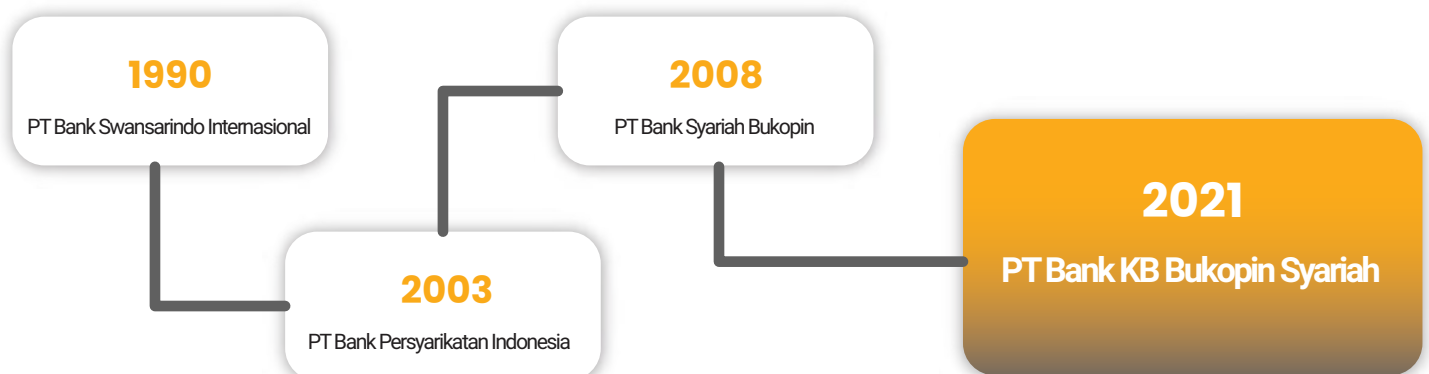 1990
PT Bank Swansarindo Internasional
2003
PT Bank Persyarikatan Indonesia
2008
PT Bank Syariah Bukopin
2021
PT Bank KB Bukopin Syariah